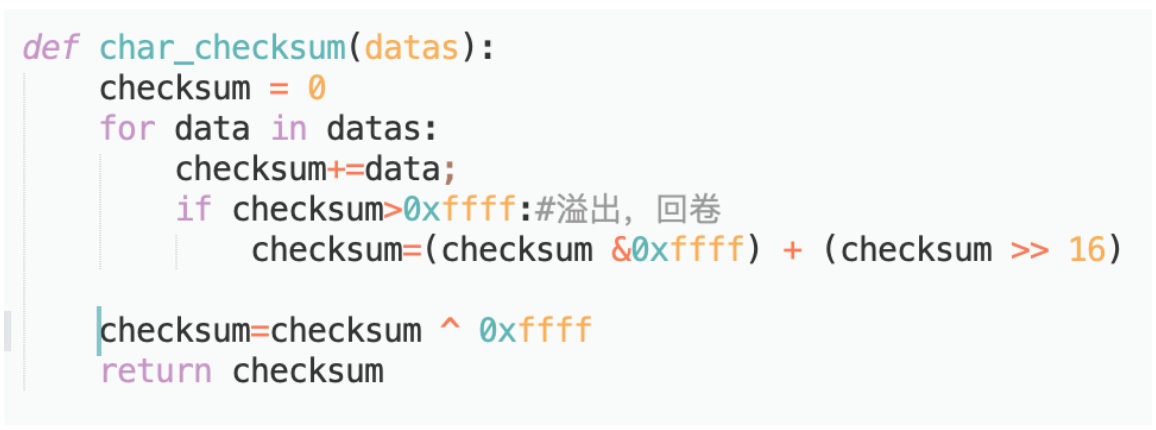 def char_checksum(datas):
    checksum = 0
    for data in datas:
        checksum+=data;
        if checksum>0xffff:#溢出，回卷
            checksum=(checksum &0xffff) + (checksum >> 16)
    checksum=checksum ^ 0xffff
    return checksum